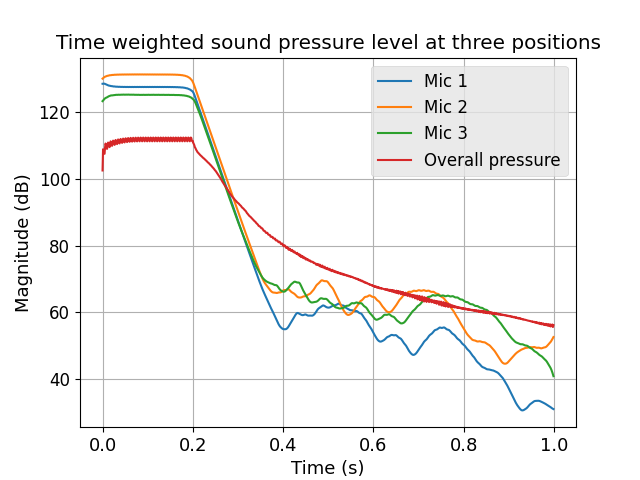 Time weighted sound pressure level at three positions
Mic 1
Mic 2
Mic 3
Overall pressure
Magnitude (dB)
120
100
80
60
40
0.0 0.2 0.4 0.6 0.8 1.0
Time (s)